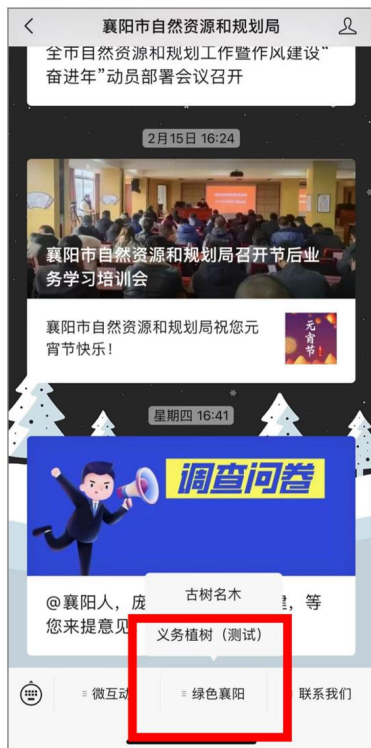 襄阳市自然资源和规划局
全市自然资源和规划工作暨作风建设“
奋进年”动员部署会议召开
2月15日 16:24
襄阳市自然资源和规划局召开节后业
务学习培训会
襄阳市自然资源和规划局祝您元
宵节快乐！
元宵节！
星期四 16:41
调查问卷
@襄阳人，庞
，等
您来提意见
古树名木
义务植树（测试）
微互动
绿色襄阳
联系我们